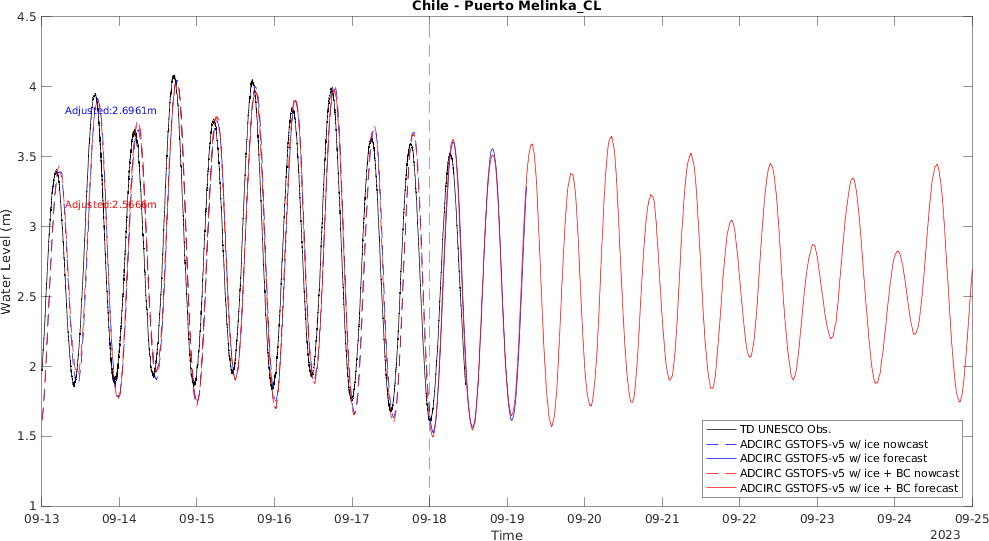 Chile - Puerto Melinka_CL
4.5
4
3.5
3
2.5
2
1.5
1
Water Level (m)
Adjusted:2.6961m
Adjusted:2.5666m
TD UNESCO Obs.
ADCIRC GSTOFS-v5 w/ ice nowcast
ADCIRC GSTOFS-v5 w/ ice forecast
ADCIRC GSTOFS-v5 w/ ice + BC nowcast
ADCIRC GSTOFS-v5 w/ ice + BC forecast
09-13 09-14 09-15 09-16 09-17 09-18 09-19 09-20 09-21 09-22 09-23 09-24 09-25
Time
2023